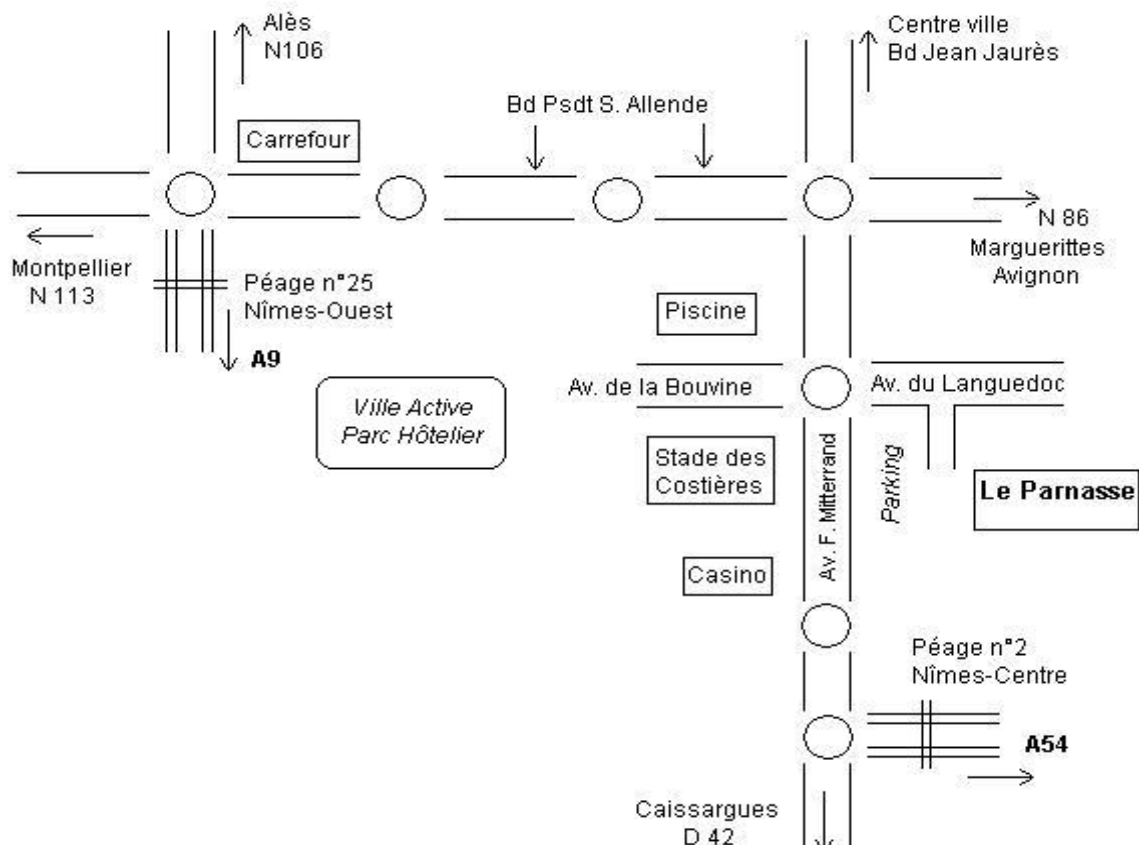 Alès
N106
Centre ville
Bd Jean Jaurès
Bd Psdt S. Allende
Carrefour
N 86
Marguerittes
Avignon
Montpellier
N 113
Péage n°25
Nîmes-Ouest
A9
Piscine
Av. de la Bouvine
Av. du Languedoc
Ville Active
Parc Hôtelier
Stade des
Costières
Av. F. Mitterrand
Parking
Le Parnasse
Casino
Péage n°2
Nîmes-Centre
A54
Caissargues
D 42